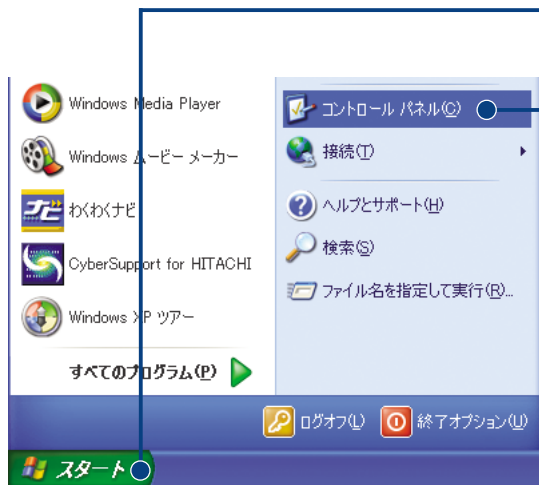 Windows Media Player
Windows ムービー メーカー
わくわくナビ
CyberSupport for HITACHI
Windows XP ツアー
すべてのプログラム(P)
コントロール パネル(C)
接続(T)
ヘルプとサポート(H)
検索(S)
ファイル名を指定して実行(R)...
ログオフ(L)
終了オプション(U)
スタート